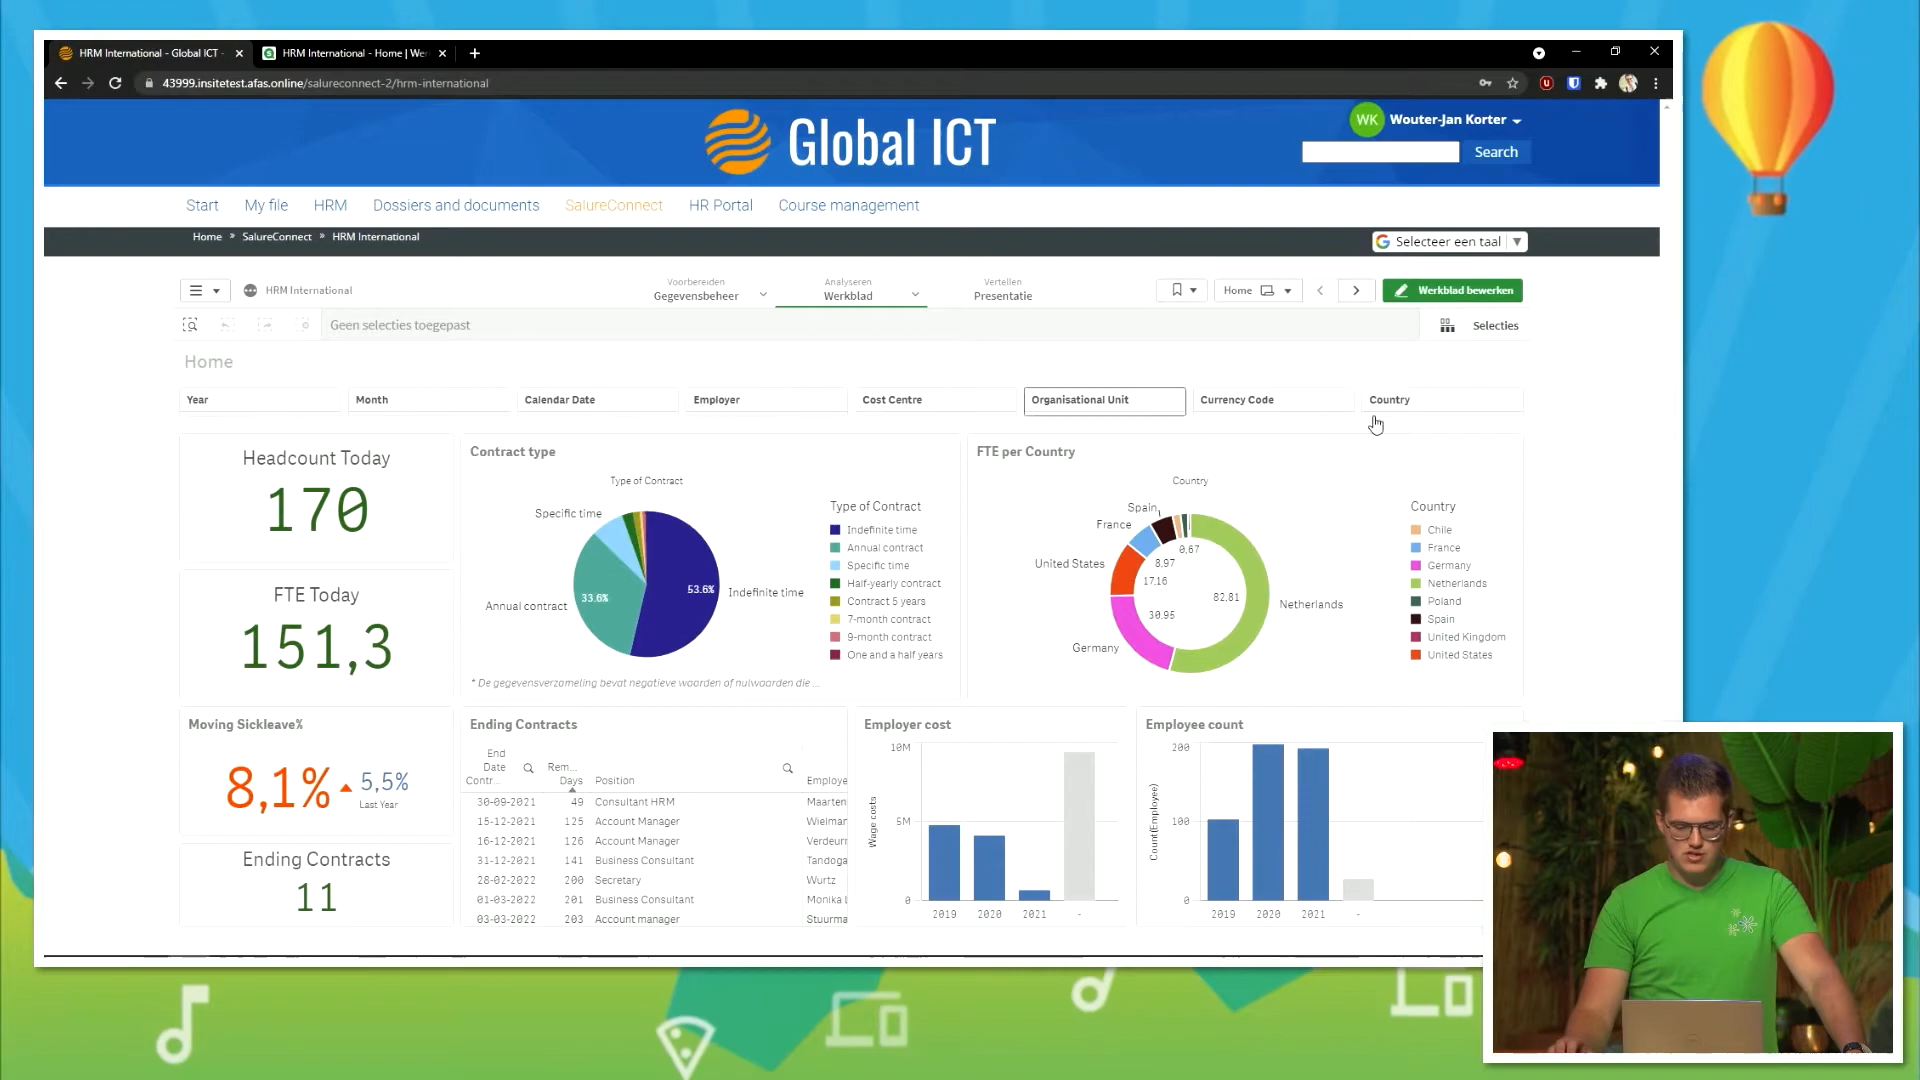 HRM International - Global ICT -
HRM International - Home | Wer
43999.insitetest.afas.online/salureconnect-2/hrm-international
Global ICT
WK
Wouter-Jan Korter
Search
Start
My file
HRM
Dossiers and documents
SalureConnect
HR Portal
Course management
Home » SalureConnect » HRM International
G Selecteer een taal
HRM International
Voorbereiden
Gegevensbeheer
Analyseren
Werkblad
Vertellen
Presentatie
Home
Werkblad bewerken
Geen selecties toegepast
Selecties
Home
Year
Month
Calendar Date
Employer
Cost Centre
Organisational Unit
Currency Code
Country
Headcount Today
170
FTE Today
151,3
Contract type
Type of Contract
Specific time
Annual contract
33.6%
53.6%
Indefinite time
Type of Contract
Indefinite time
Annual contract
Specific time
Half-yearly contract
Contract 5 years
7-month contract
9-month contract
One and a half years
* De gegevensverzameling bevat negatieve waarden of nulwaarden die ...
FTE per Country
Country
Spain
France
United States
Germany
Netherlands
0,67
8.97
17.16
30.95
82,81
Country
Chile
France
Germany
Netherlands
Poland
Spain
United Kingdom
United States
Moving Sickleave%
8,1%
5,5%
Last Year
Ending Contracts
11
Ending Contracts
End Date Contr...
Rem... Days
Position
Employe
30-09-2021 49 Consultant HRM Maarten
15-12-2021 125 Account Manager Wielmar
16-12-2021 126 Account Manager Verdeurr
31-12-2021 141 Business Consultant Tandoga
28-02-2022 200 Secretary Wurtz
01-03-2022 201 Business Consultant Monika L
03-03-2022 203 Account manager Stuurma
Employer cost
Wage costs
10M
5M
0
2019 2020 2021 -
Employee count
Count(Employee)
200
100
0
2019 2020 2021 -